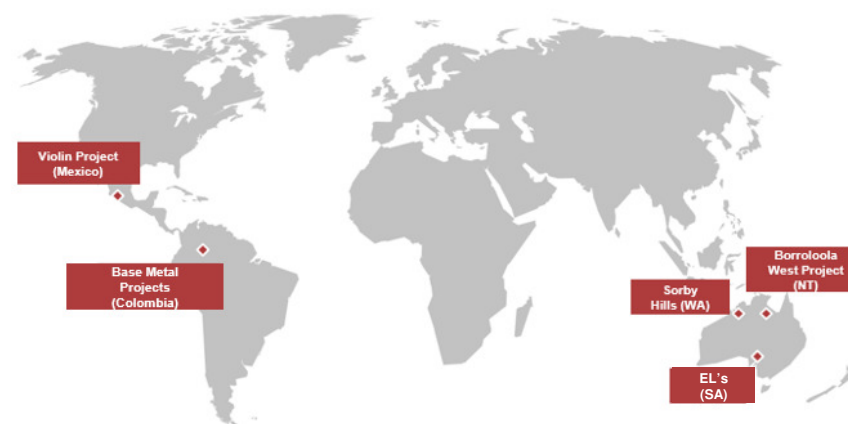 Violin Project
(Mexico)
Base Metal
Projects
(Colombia)
Borroloola
West Project
(NT)
Sorby
Hills (WA)
EL's
(SA)